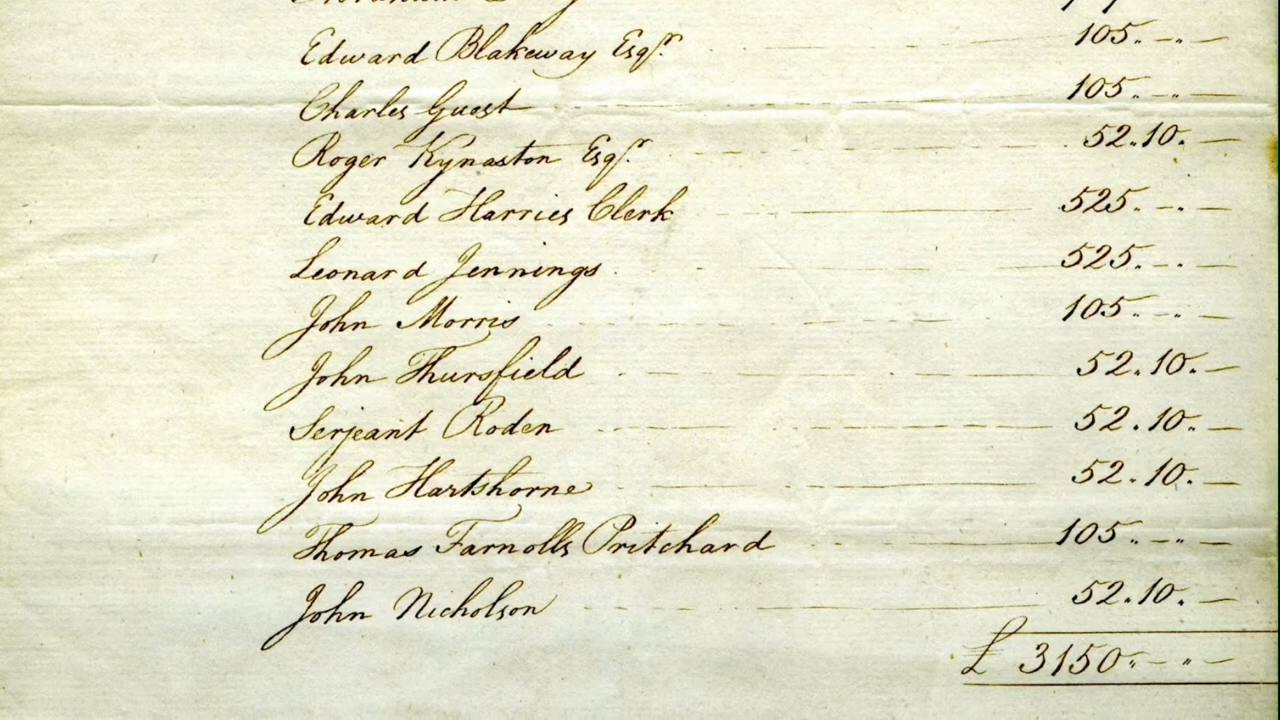 Edward Blakeway Esqr. 105.. - .. -
Charles Guest 105.. - .. -
Roger Kynaston Esqr. 52.10. -
Edward Harries Clerk 525. - . -
Leonard Jennings 525. - . -
John Morris 105.. - .. -
John Thursfield 52.10. -
Serjeant Roden 52.10.. -
John Hartshorne 52.10. -
Thomas Farnolls Pritchard 105.. - .. -
John Nicholson 52.10. -
£ 3150.. - .. -